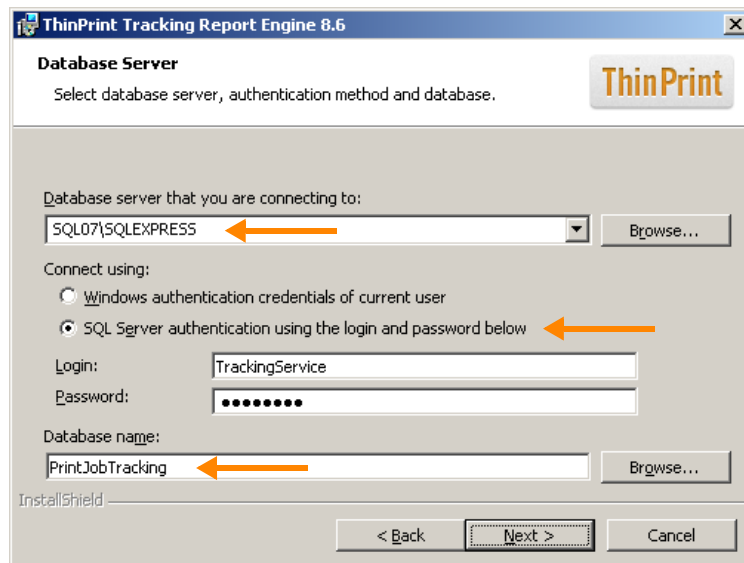 ThinPrint Tracking Report Engine 8.6
Database Server
Select database server, authentication method and database.
ThinPrint
Database server that you are connecting to:
SQL07\SQLEXPRESS
Browse...
Connect using:
Windows authentication credentials of current user
SQL Server authentication using the login and password below
Login:
TrackingService
Password:
●●●●●●●●
Database name:
PrintJobTracking
Browse...
InstallShield
< Back
Next >
Cancel